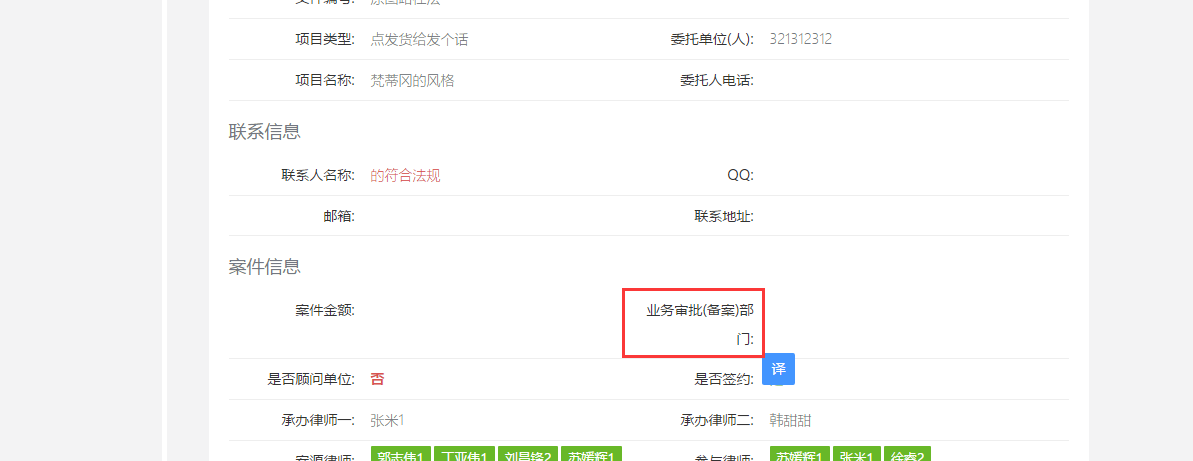 项目类型: 点发货给发个话 委托单位(人): 321312312
项目名称: 梵蒂冈的风格 委托人电话:
联系信息
联系人名称: 的符合法规 QQ:
邮箱: 联系地址:
案件信息
案件金额: 业务审批(备案)部
门:
译
是否顾问单位: 否 是否签约:
承办律师一: 张米1 承办律师二: 韩甜甜
案源律师: 郭志伟1 丁亚伟1 刘晨锋2 苏媛辉1 参与律师: 苏媛辉1 张米1 徐睿2